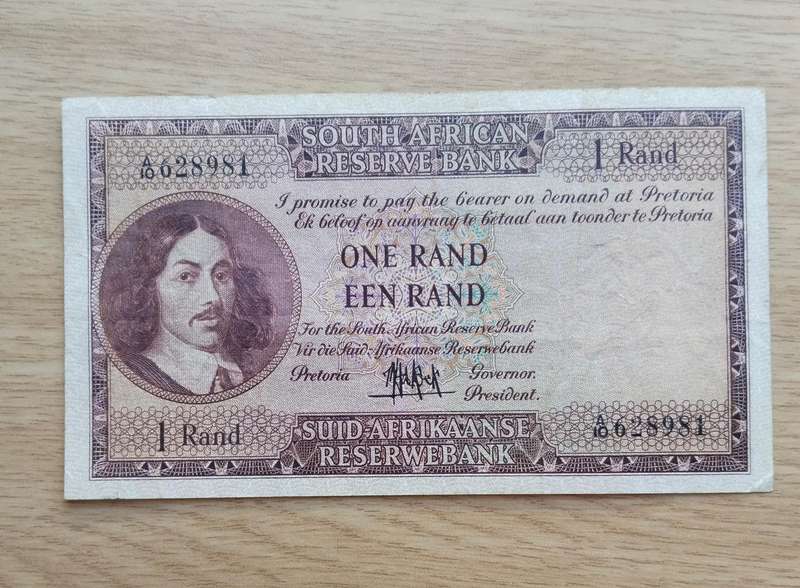 SOUTH AFRICAN
RESERVE BANK
A/10 628981
1 Rand
I promise to pay the bearer on demand at Pretoria
Ek beloof op aanvraag te betaal aan toonder te Pretoria
ONE RAND
EEN RAND
For the South African Reserve Bank
Vir die Suid-Afrikaanse Reserwebank
Pretoria
Governor.
President.
1 Rand
SUID-AFRIKAANSE
RESERWEBANK
A/10 628981